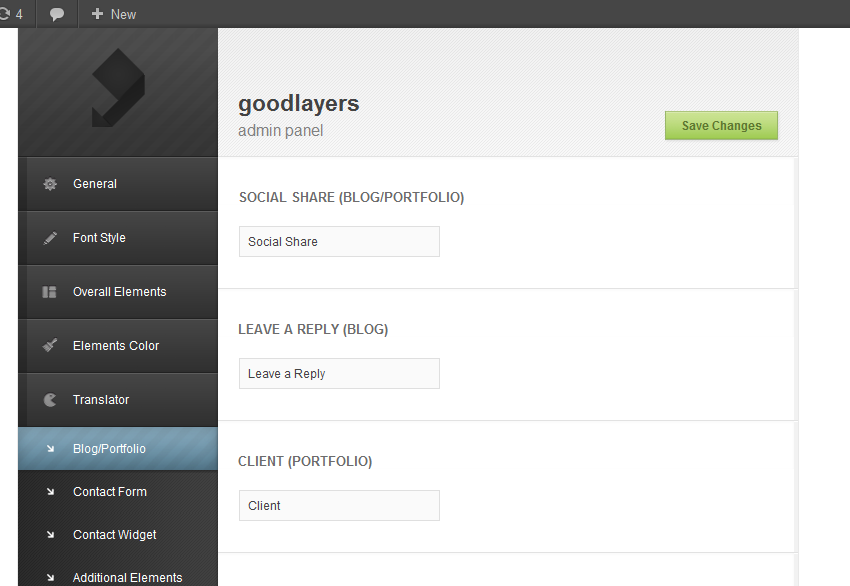 4
New
goodlayers
admin panel
Save Changes
General
Font Style
Overall Elements
Elements Color
Translator
Blog/Portfolio
Contact Form
Contact Widget
Additional Elements
SOCIAL SHARE (BLOG/PORTFOLIO)
Social Share
LEAVE A REPLY (BLOG)
Leave a Reply
CLIENT (PORTFOLIO)
Client